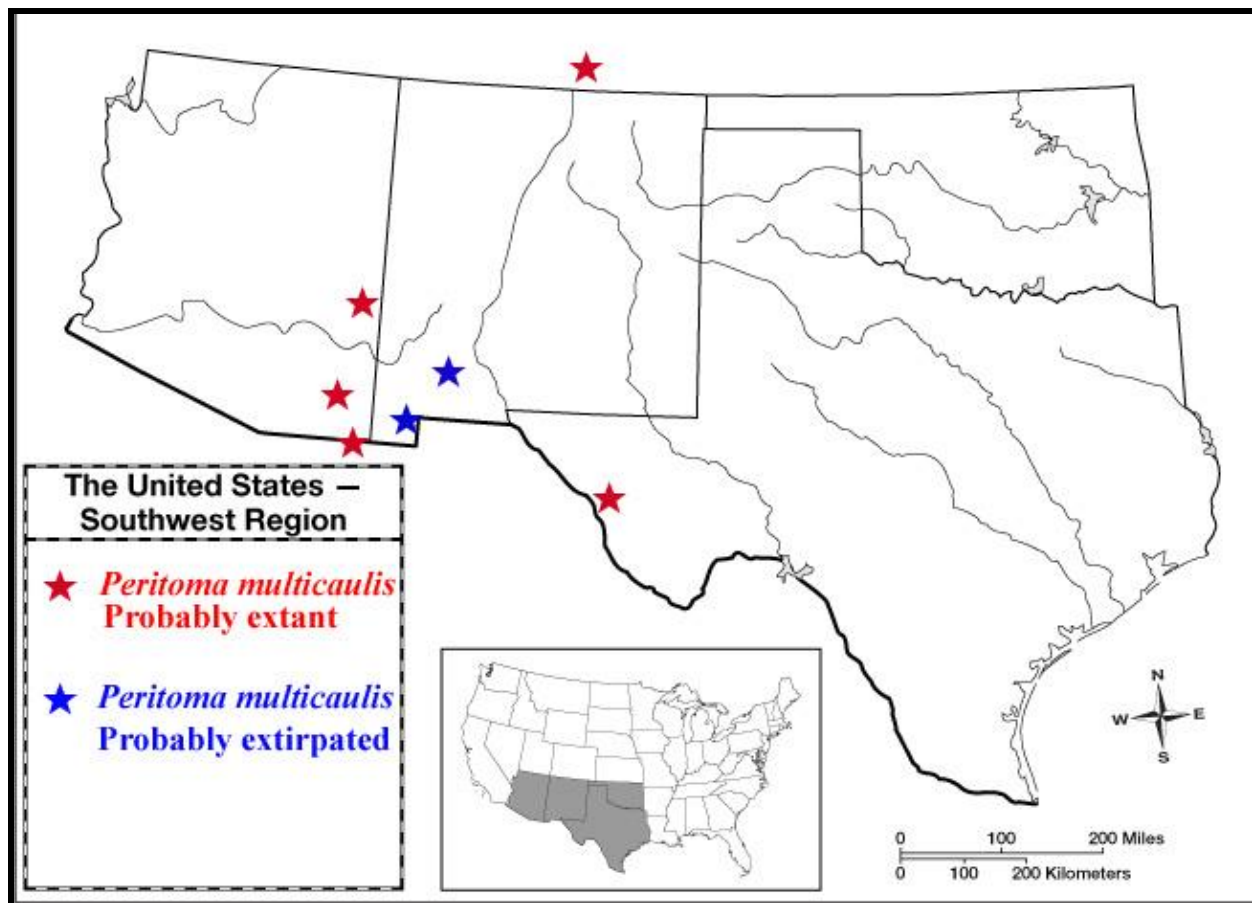 The United States —
Southwest Region
Peritoma multicaulis
Probably extant
Peritoma multicaulis
Probably extirpated
N
W E
S
0 100 200 Miles
0 100 200 Kilometers